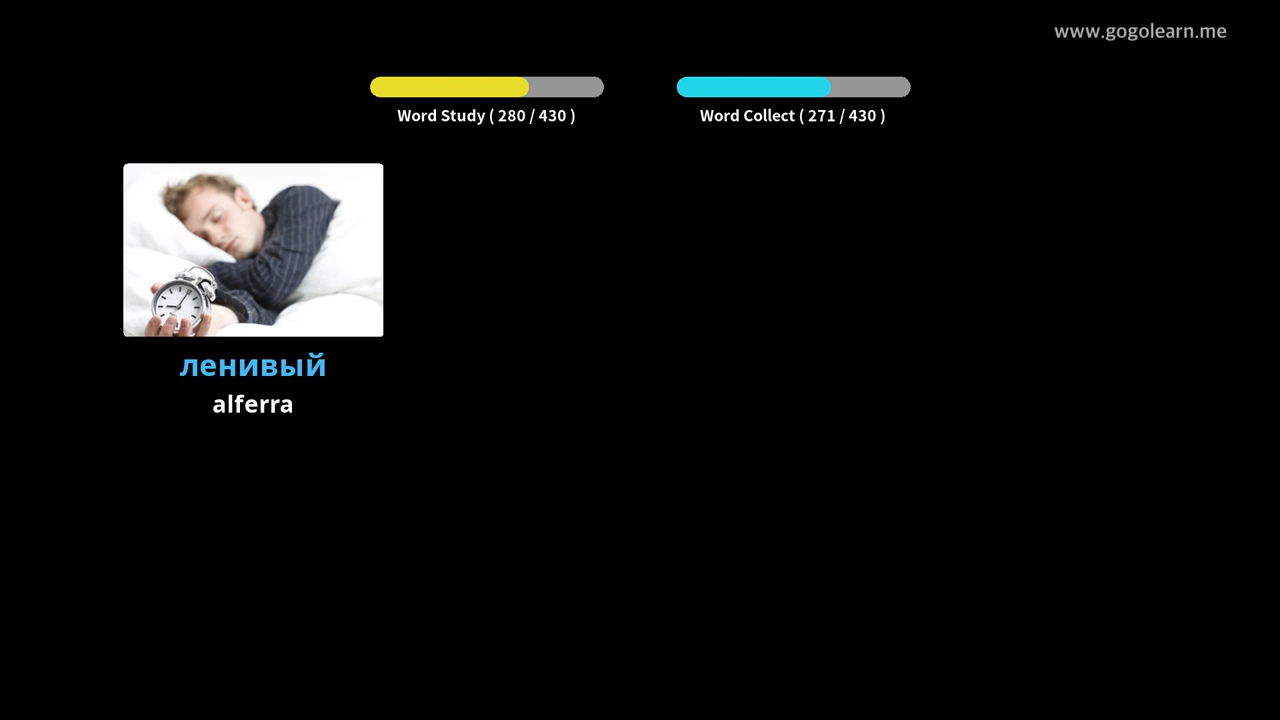 www.gogolearn.me
Word Study ( 280 / 430 )
Word Collect ( 271 / 430 )
ленивый
alferra